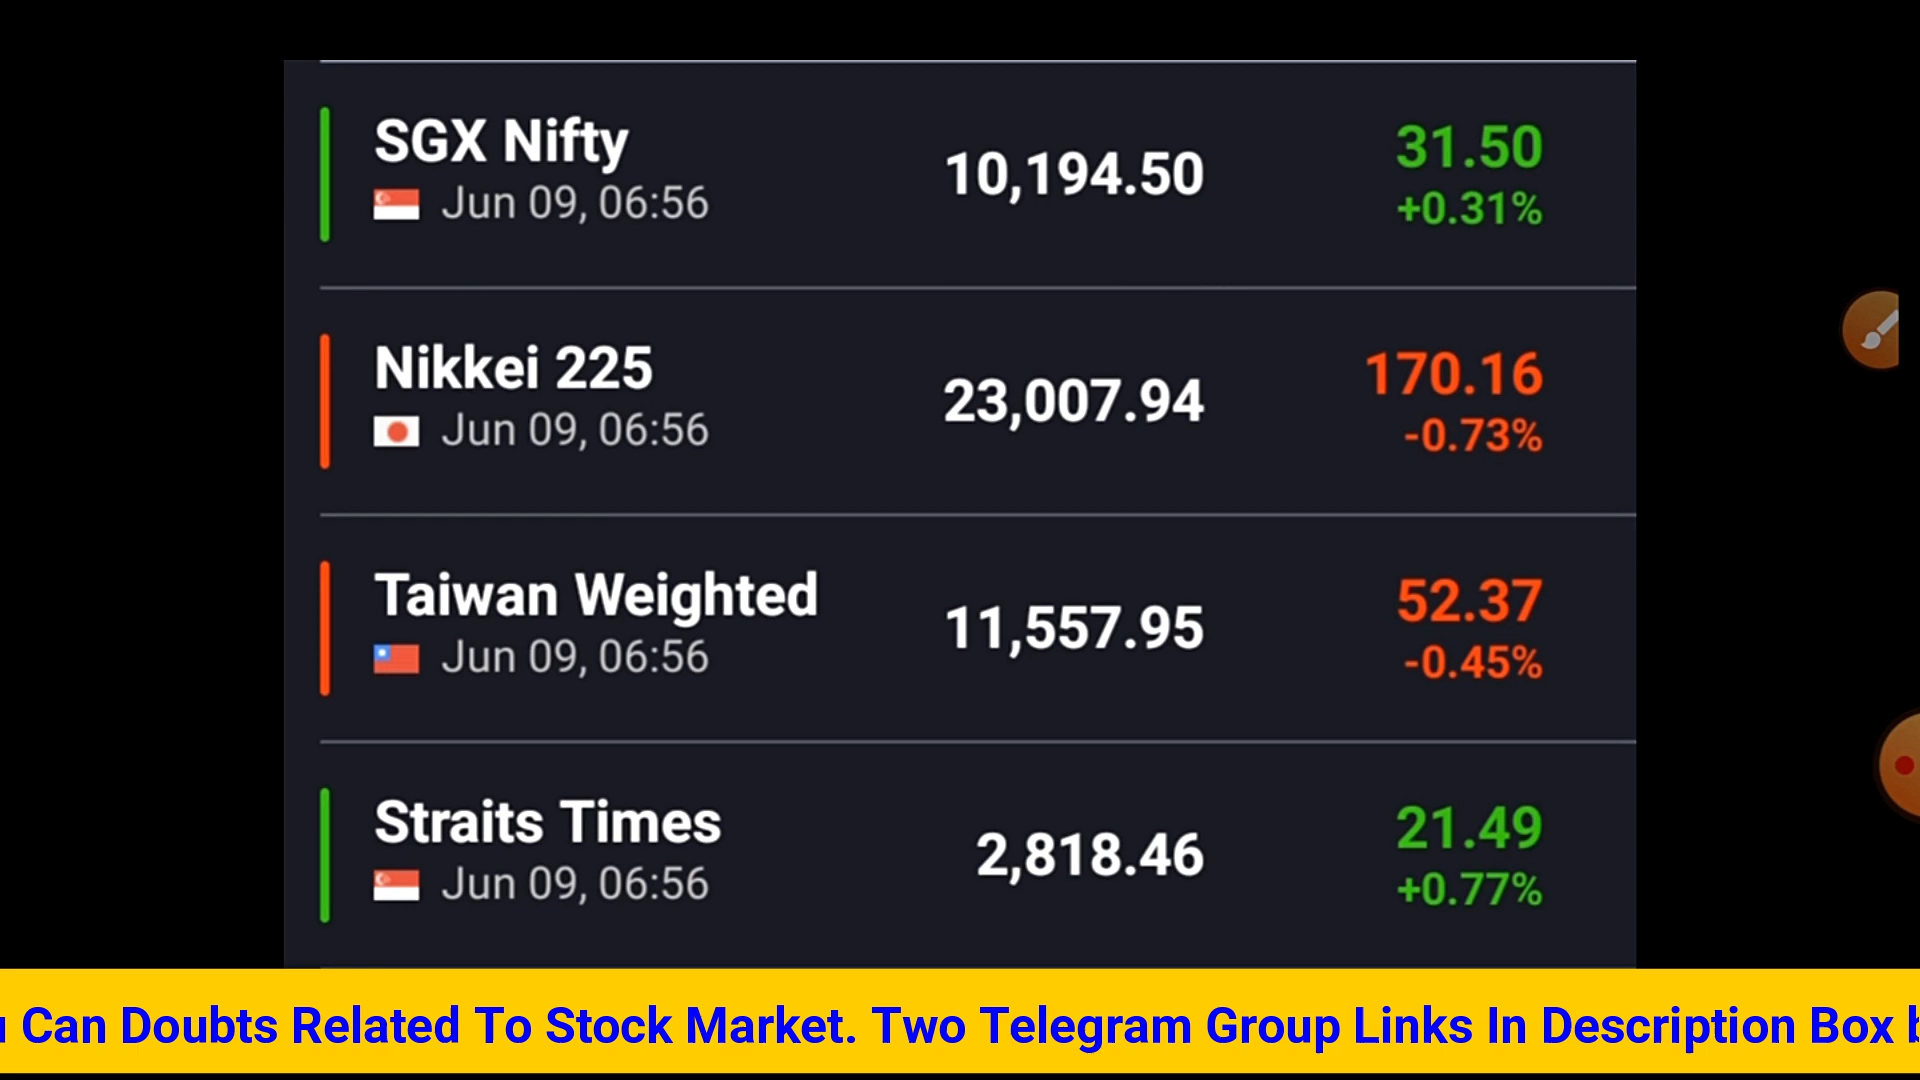 SGX Nifty
Jun 09, 06:56
10,194.50
31.50
+0.31%
Nikkei 225
Jun 09, 06:56
23,007.94
170.16
-0.73%
Taiwan Weighted
Jun 09, 06:56
11,557.95
52.37
-0.45%
Straits Times
Jun 09, 06:56
2,818.46
21.49
+0.77%
Can Doubts Related To Stock Market. Two Telegram Group Links In Description Box